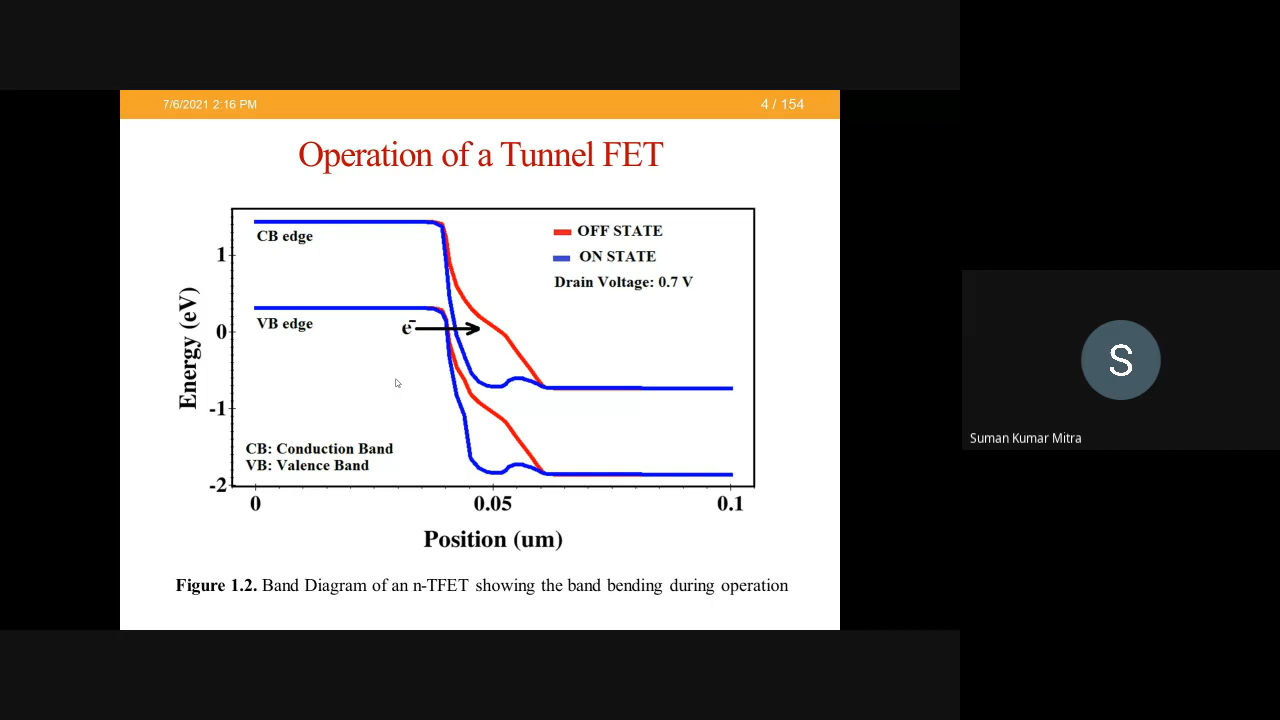 7/6/2021 2:16 PM
4 / 154
Operation of a Tunnel FET
OFF STATE
ON STATE
Drain Voltage: 0.7 V
CB edge
VB edge
e-
CB: Conduction Band
VB: Valence Band
Energy (eV)
1
0
-1
-2
0
0.05
0.1
Position (um)
Figure 1.2. Band Diagram of an n-TFET showing the band bending during operation
S
Suman Kumar Mitra